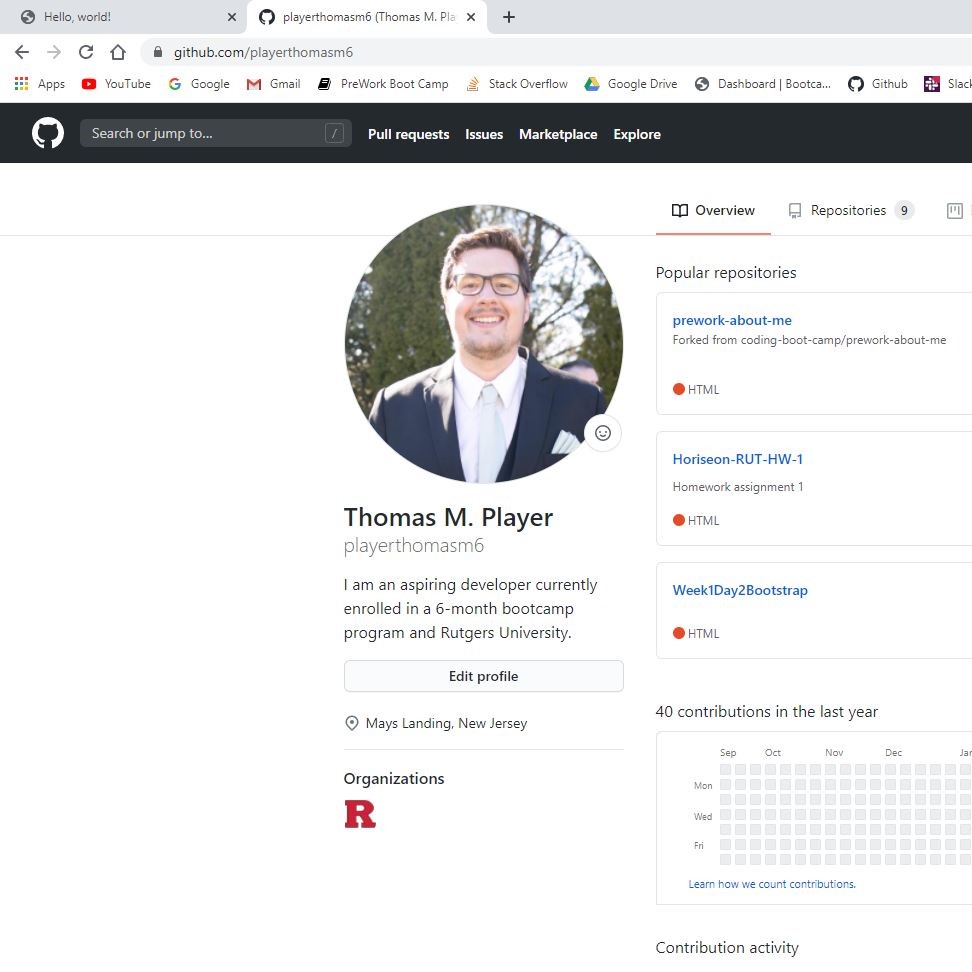 Hello, world!
playerthomasm6 (Thomas M. Pla
github.com/playerthomasm6
Apps YouTube Google Gmail PreWork Boot Camp Stack Overflow Google Drive Dashboard | Bootca... Github Slack
Search or jump to... /
Pull requests Issues Marketplace Explore
Overview Repositories 9
Popular repositories
prework-about-me
Forked from coding-boot-camp/prework-about-me
HTML
Horiseon-RUT-HW-1
Homework assignment 1
HTML
Week1Day2Bootstrap
HTML
Thomas M. Player
playerthomasm6
I am an aspiring developer currently
enrolled in a 6-month bootcamp
program and Rutgers University.
Edit profile
Mays Landing, New Jersey
Organizations
R
40 contributions in the last year
Sep Oct Nov Dec Jan
Mon
Wed
Fri
Learn how we count contributions.
Contribution activity